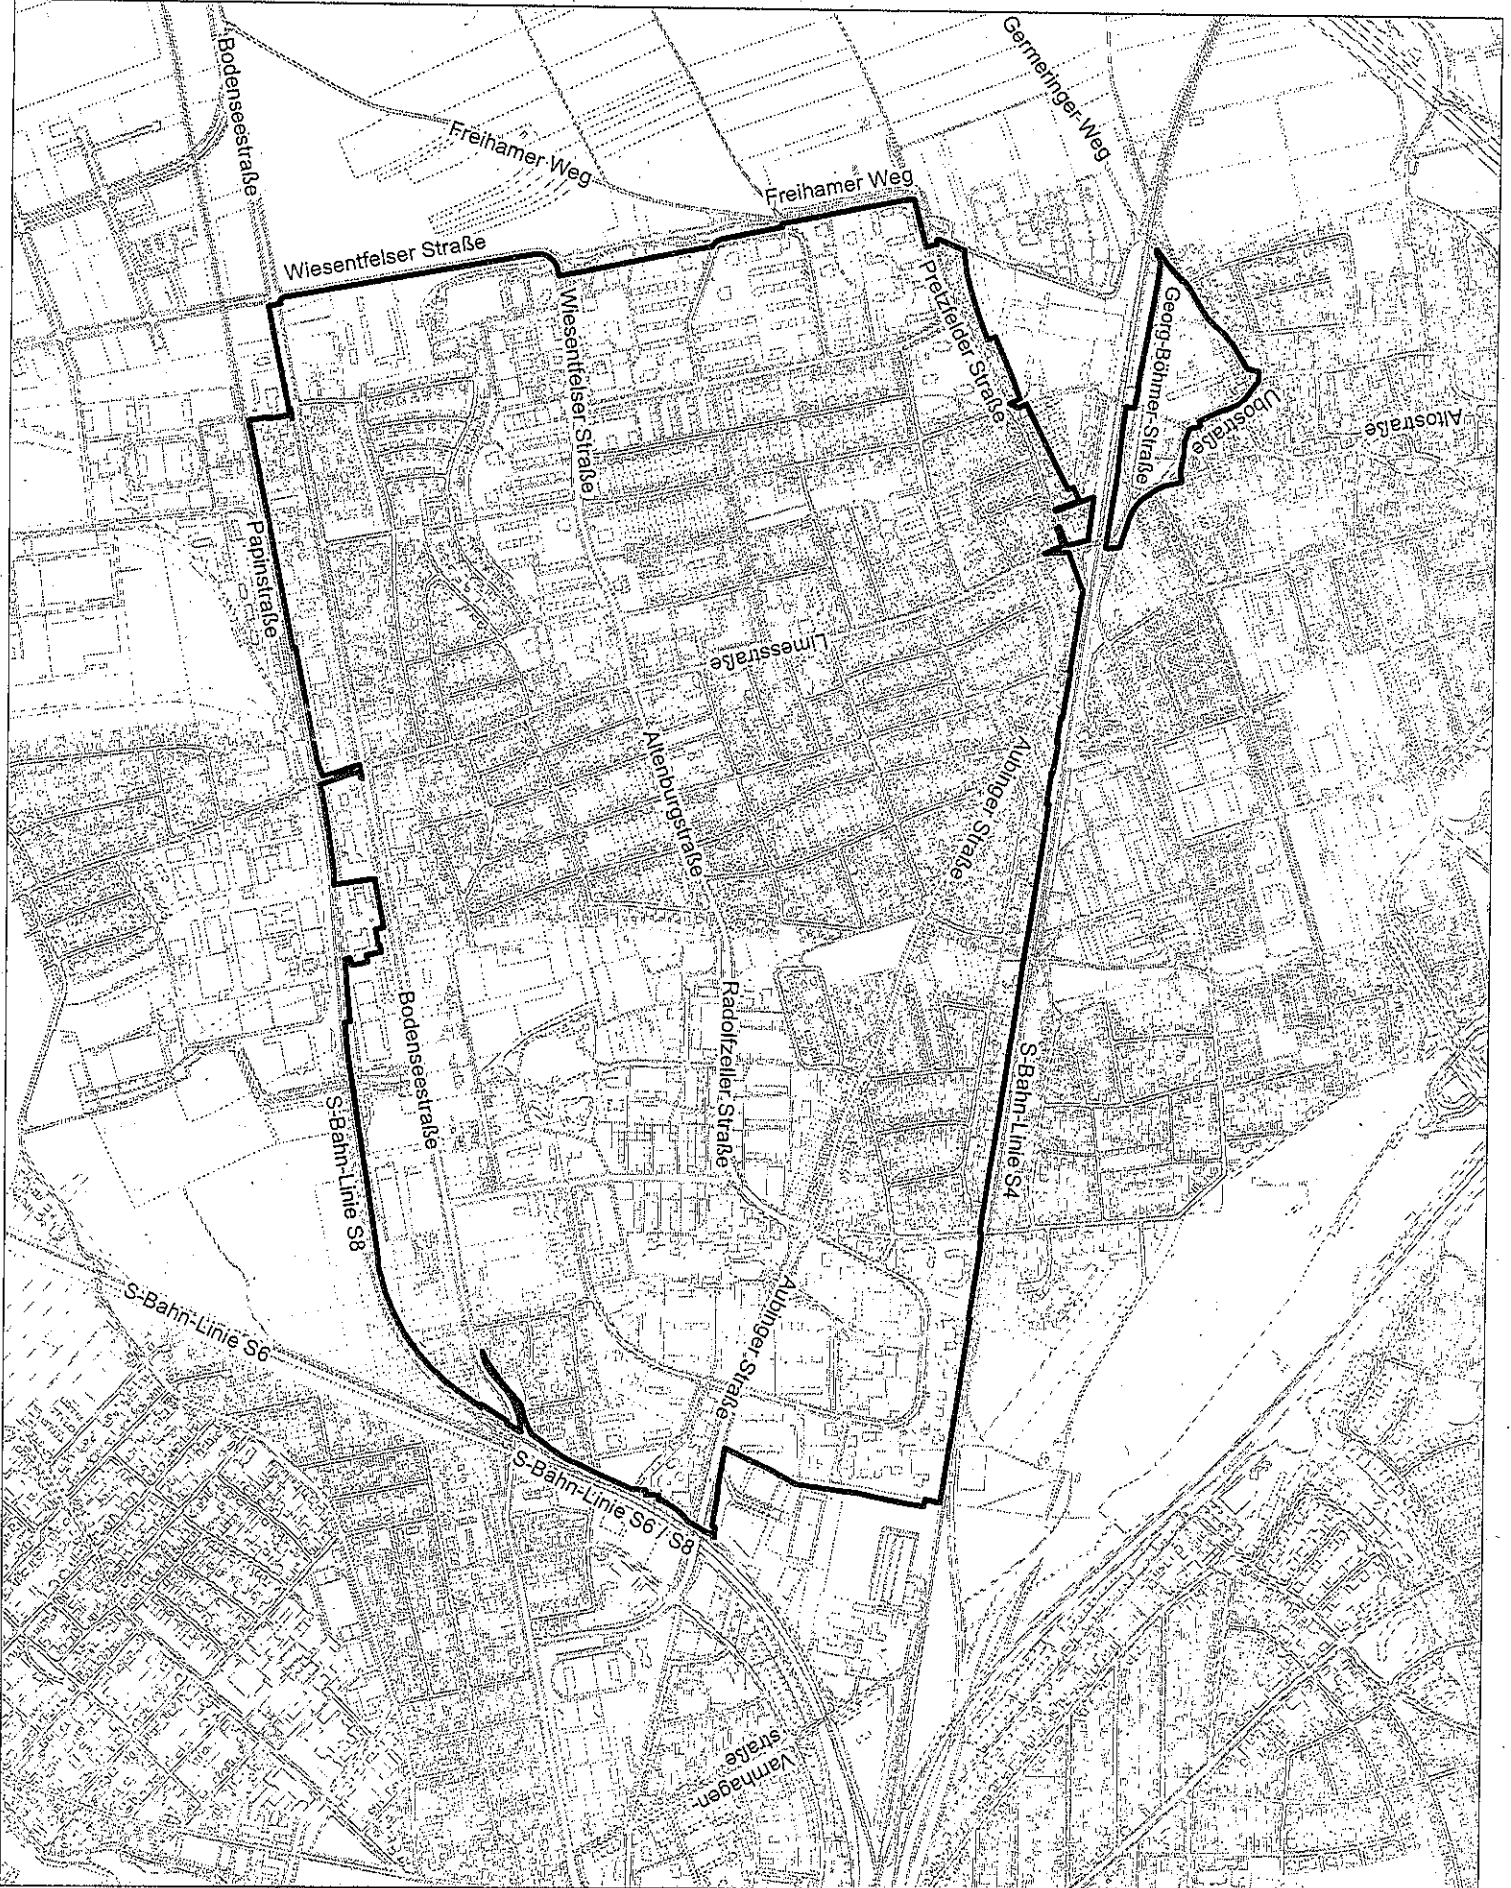 Bodenseestraße
Freihamer Weg
Germeringer Weg
Freihamer Weg
Wiesentfelser Straße
Wiesentfelser Straße
Pretzfelder Straße
Georg-Böhmer-Straße
Ubostraße
Altostraße
Papinstraße
Limesstraße
Altenburgstraße
Aubinger Straße
Radolfzeller Straße
Bodenseestraße
S-Bahn-Linie S4
S-Bahn-Linie S8
S-Bahn-Linie S6
Aubinger Straße
S-Bahn-Linie S6 / S8
Varnhagen-
straße